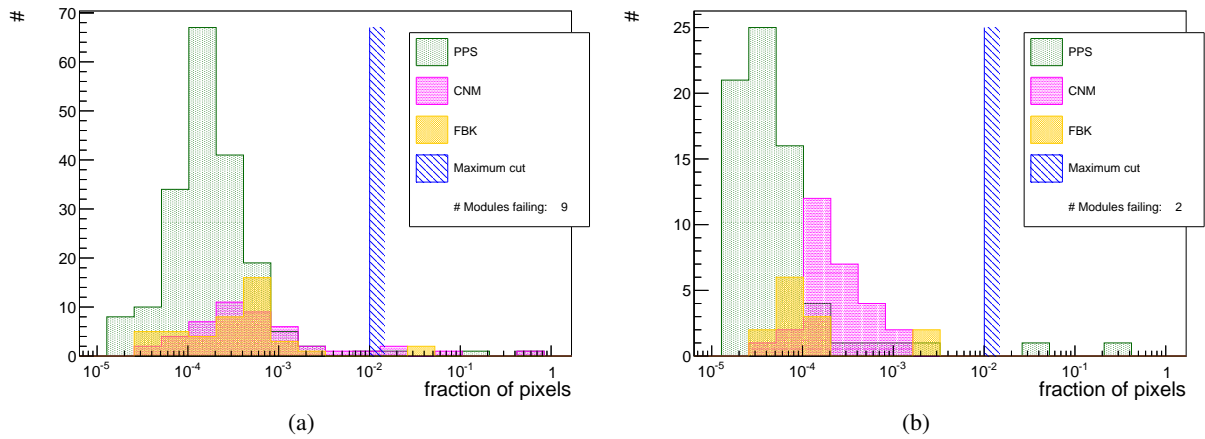 #
70
60
50
40
30
20
10
0
PPS
CNM
FBK
Maximum cut
# Modules failing: 9
10⁻⁵ 10⁻⁴ 10⁻³ 10⁻² 10⁻¹ 1
fraction of pixels
(a)
#
25
20
15
10
5
0
PPS
CNM
FBK
Maximum cut
# Modules failing: 2
10⁻⁵ 10⁻⁴ 10⁻³ 10⁻² 10⁻¹ 1
fraction of pixels
(b)